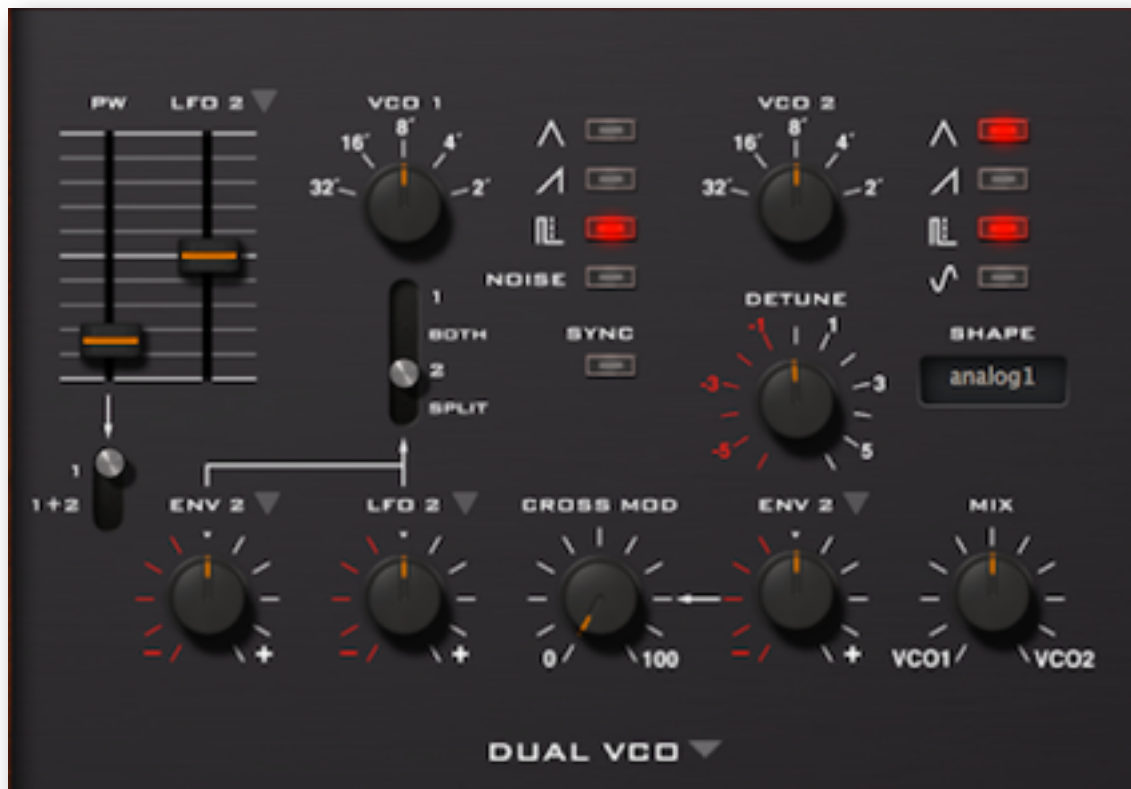 PW LFO 2 VCO 1 VCO 2
8'
16' 4'
32' 2'
8'
16' 4'
32' 2'
NOISE
1
BOTH
2
SPLIT
SYNC
DETUNE
-1 1
-3 3
-5 5
SHAPE
analog1
1
1+2
ENV 2 LFO 2 CROSS MOD ENV 2 MIX
- + - + 0 100 - + VCO1 VCO2
DUAL VCO